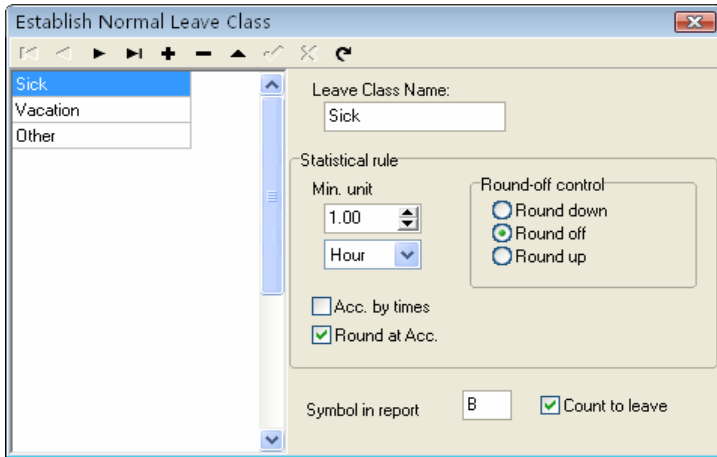 Establish Normal Leave Class
Sick
Vacation
Other
Leave Class Name:
Sick
Statistical rule
Min. unit
1.00
Hour
Round-off control
Round down
Round off
Round up
Acc. by times
Round at Acc.
Symbol in report
B
Count to leave